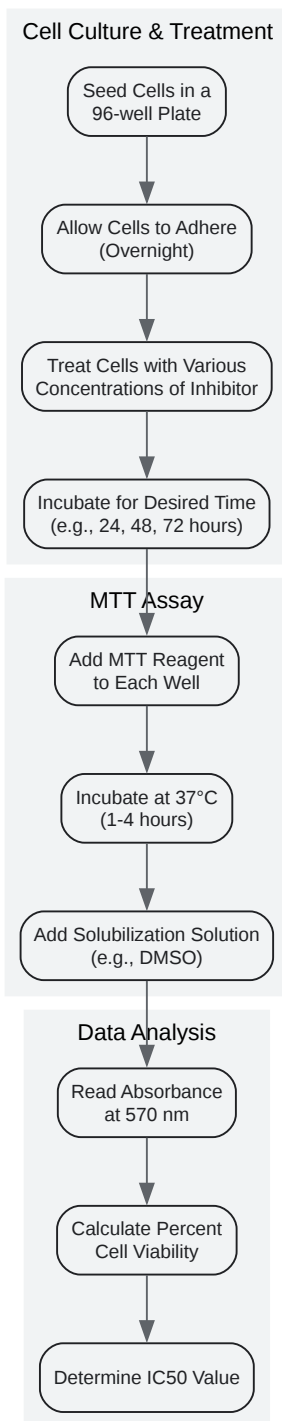 Cell Culture & Treatment
Seed Cells in a
96-well Plate
Allow Cells to Adhere
(Overnight)
Treat Cells with Various
Concentrations of Inhibitor
Incubate for Desired Time
(e.g., 24, 48, 72 hours)
MTT Assay
Add MTT Reagent
to Each Well
Incubate at 37°C
(1-4 hours)
Add Solubilization Solution
(e.g., DMSO)
Data Analysis
Read Absorbance
at 570 nm
Calculate Percent
Cell Viability
Determine IC50 Value